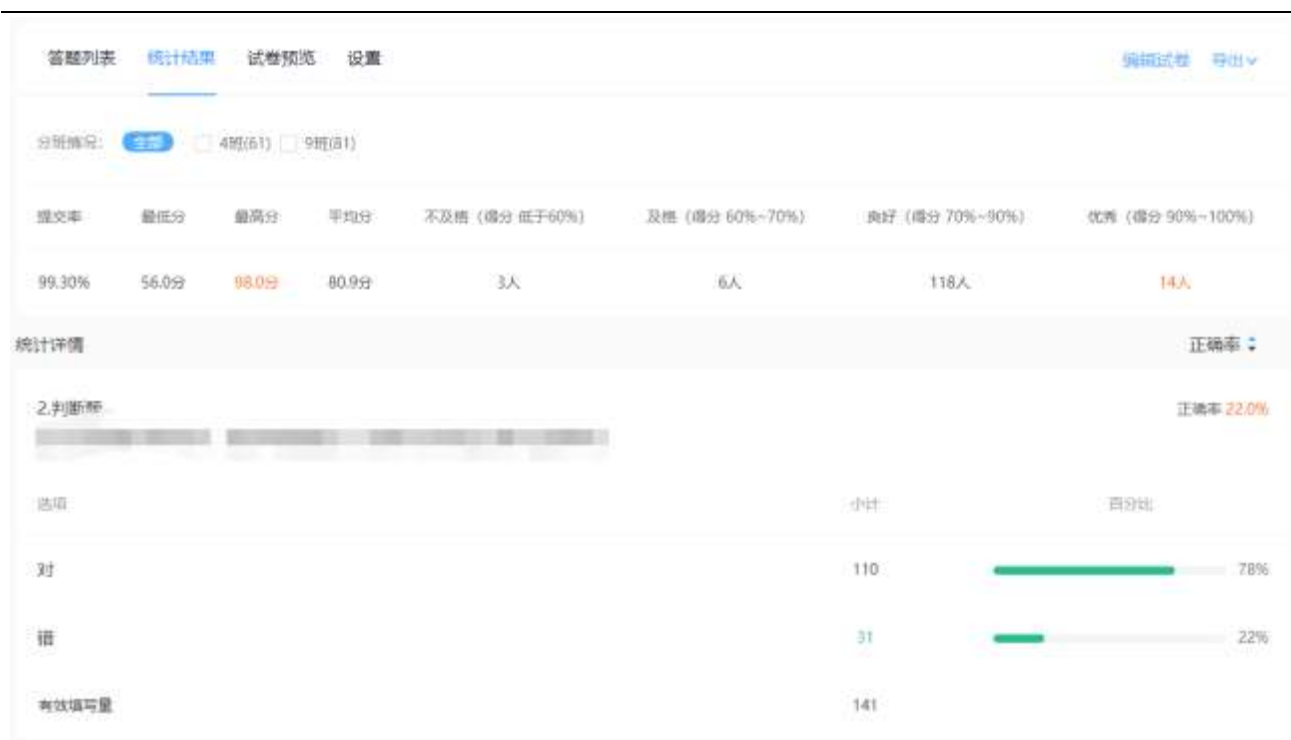 答题列表 统计结果 试卷预览 设置 编辑试卷 导出
分班情况: 全部 4班(61) 9班(81)
提交率 最低分 最高分 平均分 不及格 (得分 低于60%) 及格 (得分 60%~70%) 良好 (得分 70%~90%) 优秀 (得分 90%~100%)
99.30% 56.0分 98.0分 80.9分 3人 6人 118人 14人
统计详情 正确率
2.判断题 正确率 22.0%
选项 小计 百分比
对 110 78%
错 31 22%
有效填写量 141